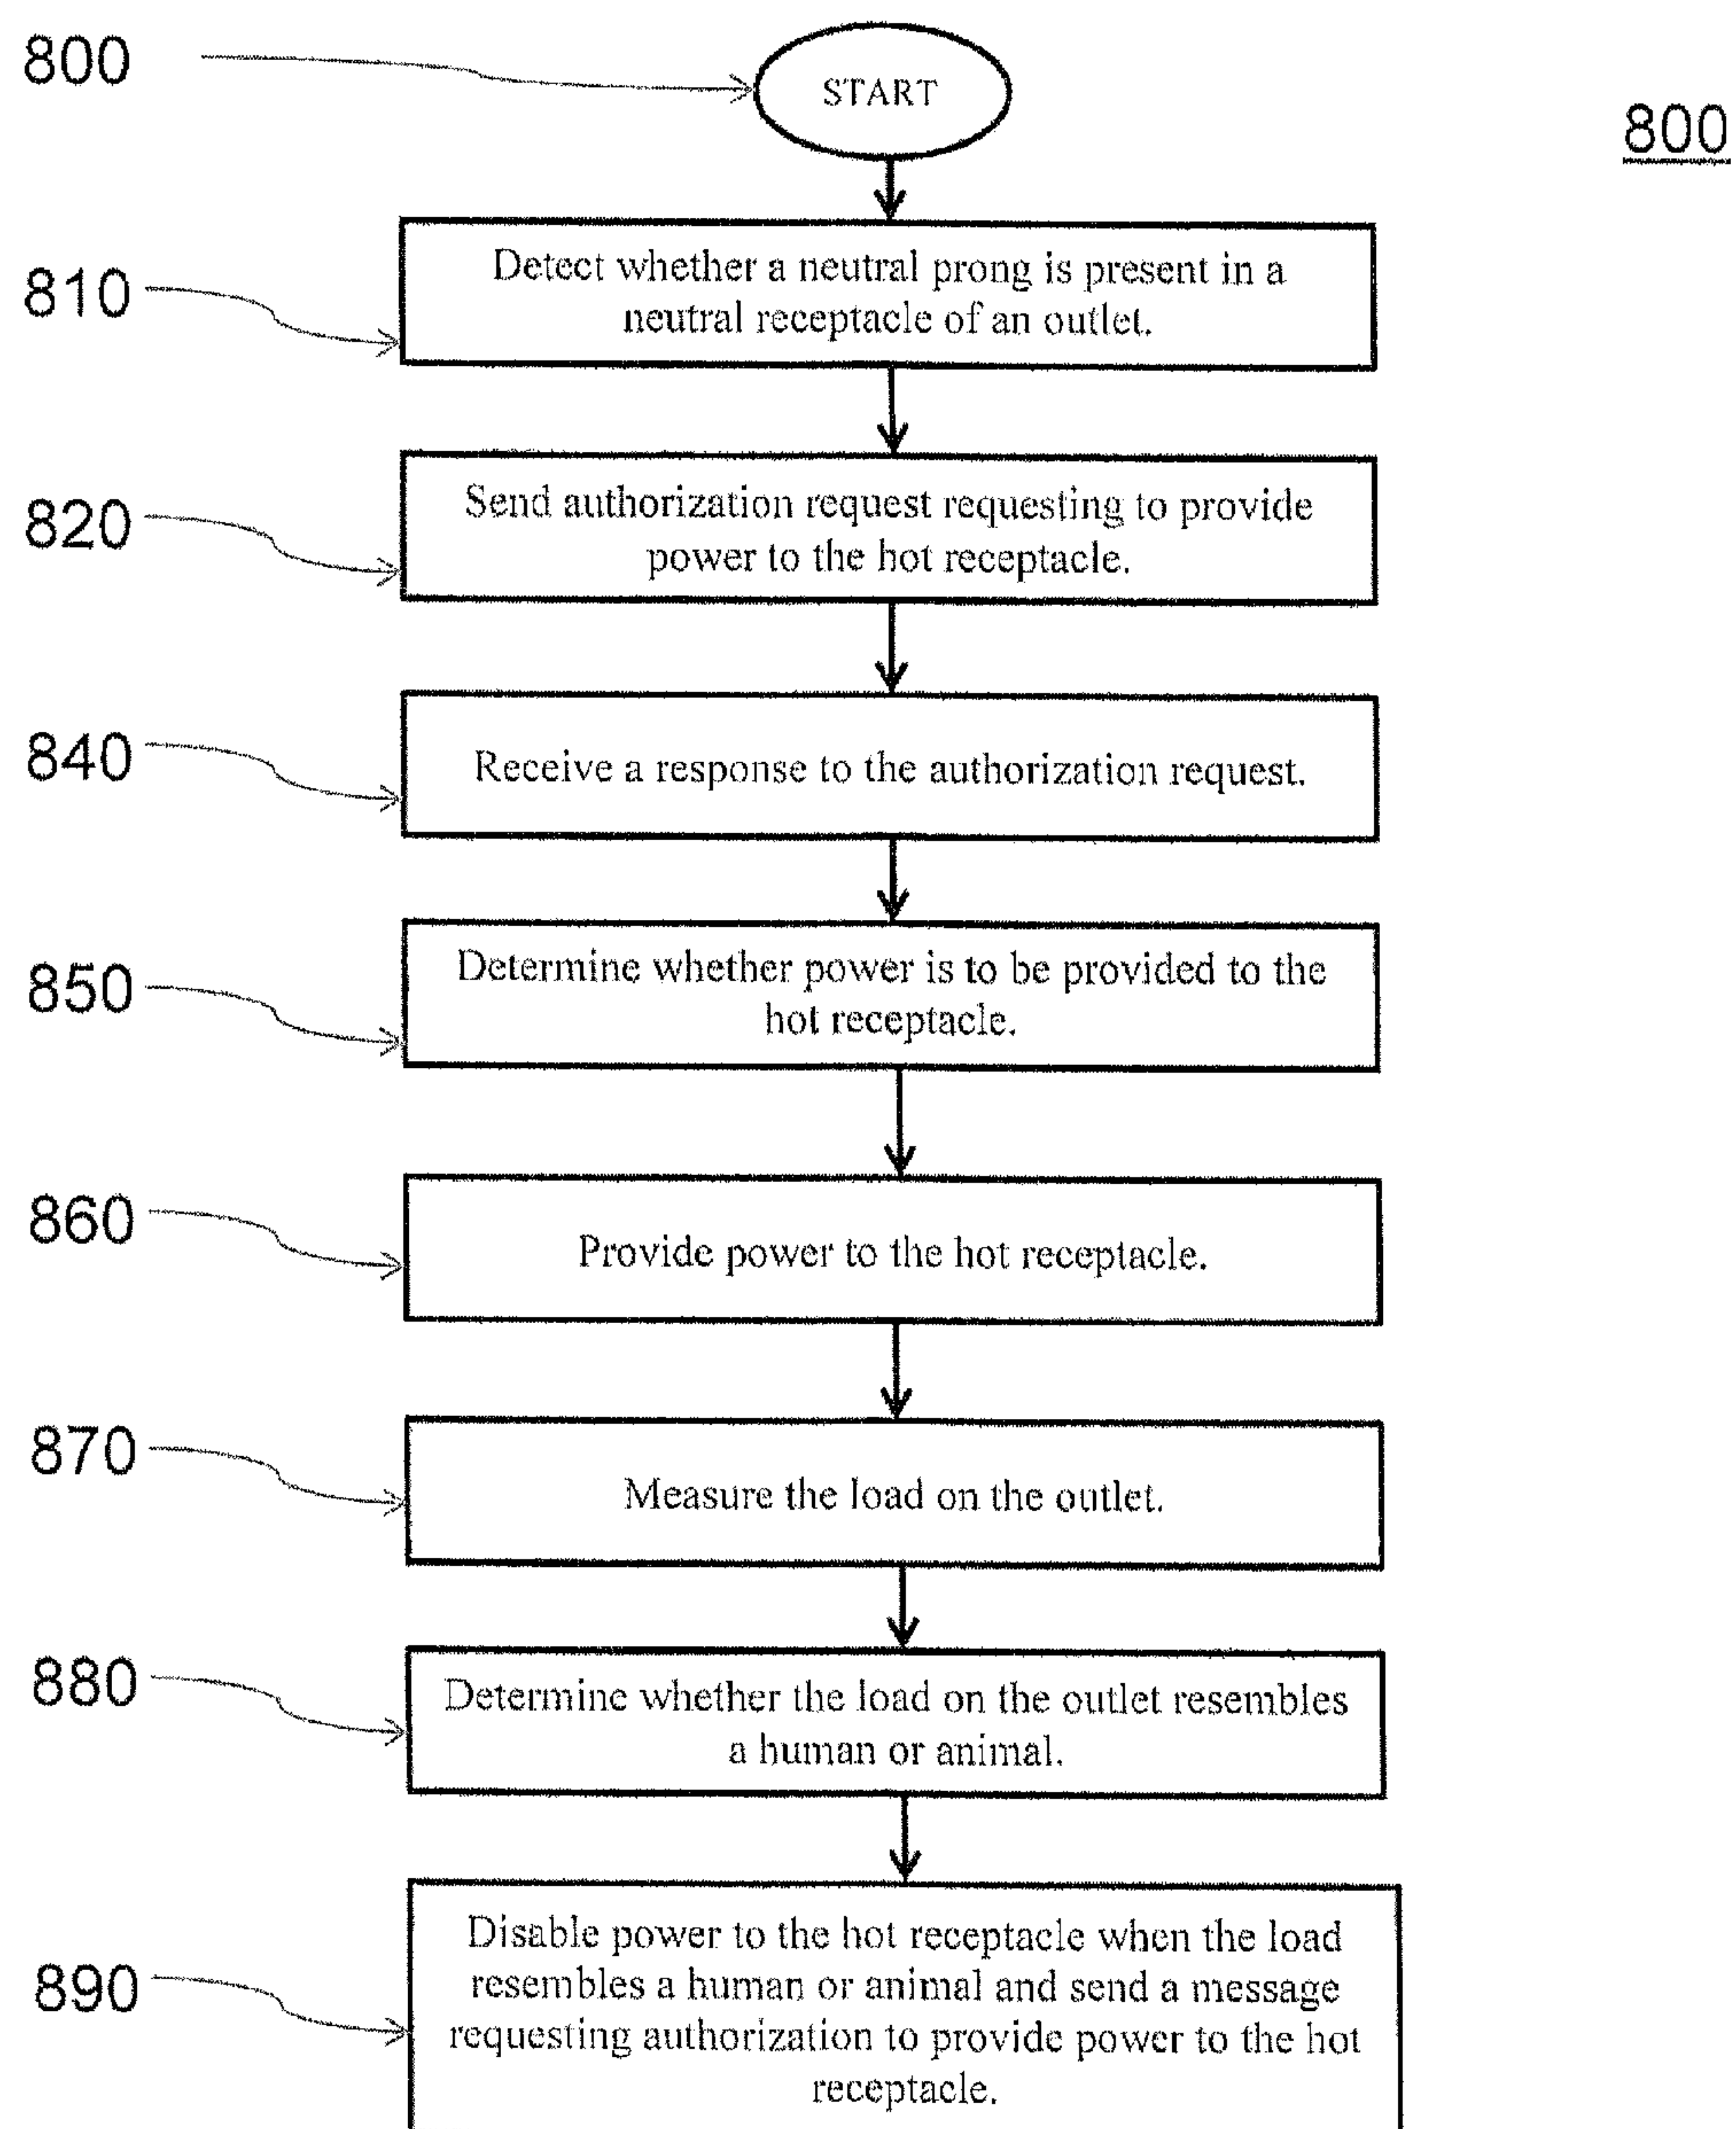 800
START
800
810
Detect whether a neutral prong is present in a
neutral receptacle of an outlet.
820
Send authorization request requesting to provide
power to the hot receptacle.
840
Receive a response to the authorization request.
850
Determine whether power is to be provided to the
hot receptacle.
860
Provide power to the hot receptacle.
870
Measure the load on the outlet.
880
Determine whether the load on the outlet resembles
a human or animal.
890
Disable power to the hot receptacle when the load
resembles a human or animal and send a message
requesting authorization to provide power to the hot
receptacle.